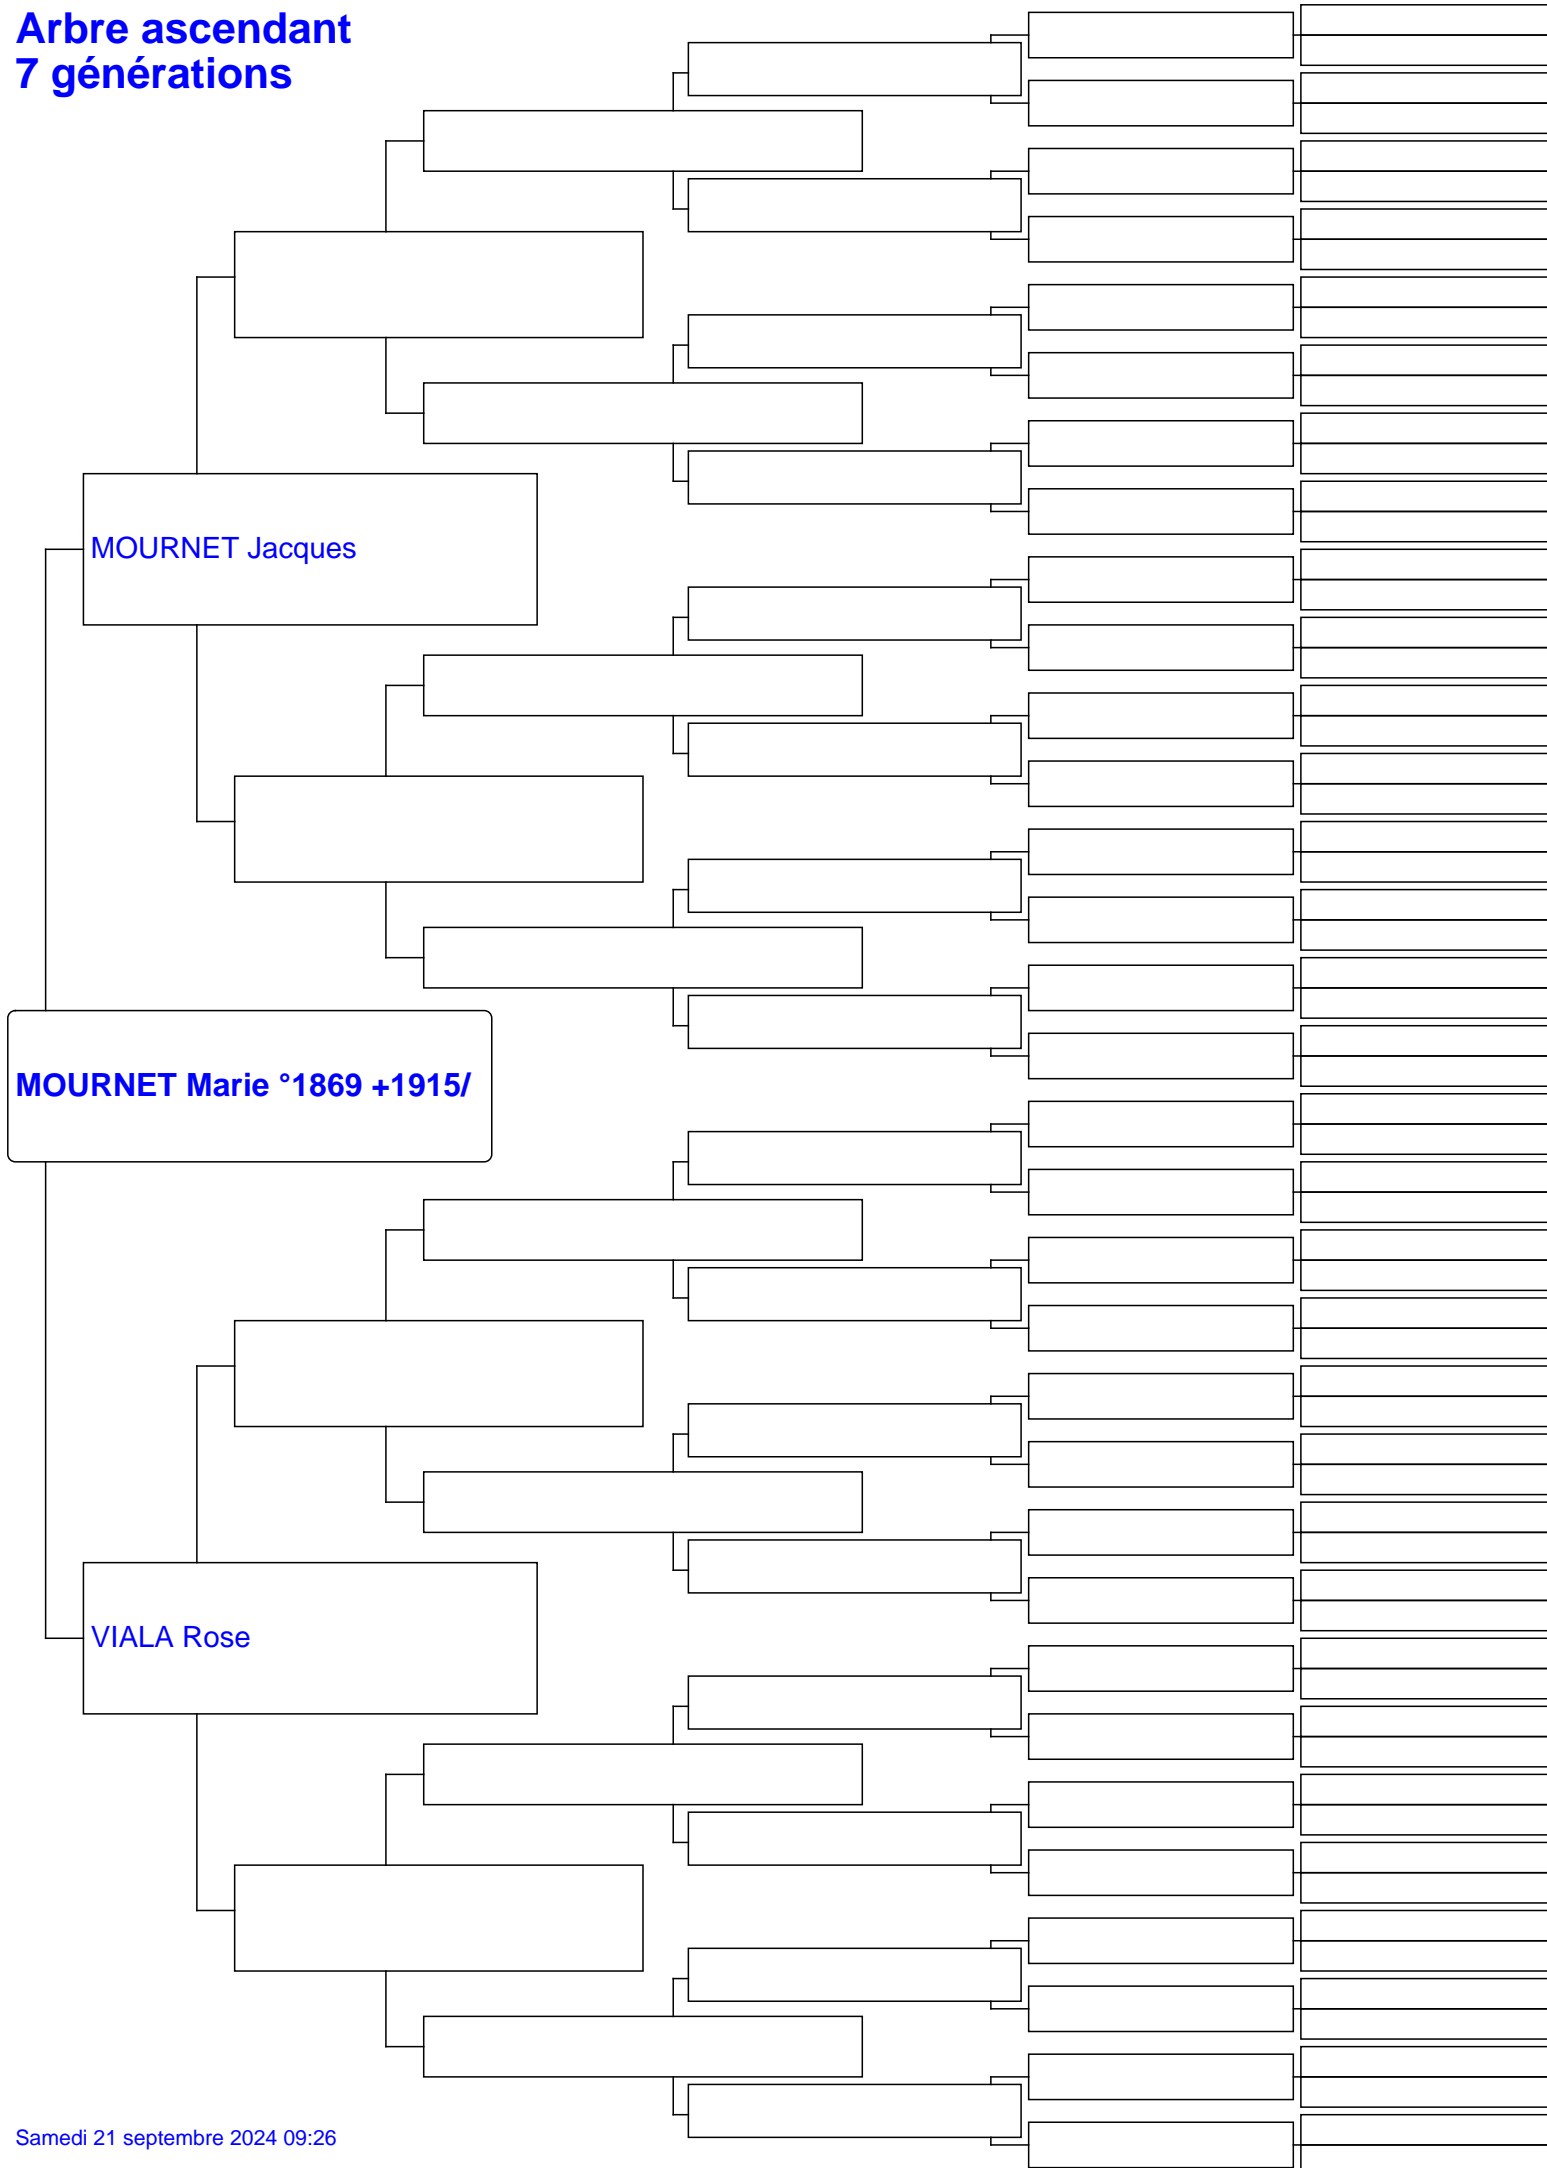 Arbre ascendant
7 générations
MOURNET Jacques
MOURNET Marie °1869 +1915/
VIALA Rose
Samedi 21 septembre 2024 09:26